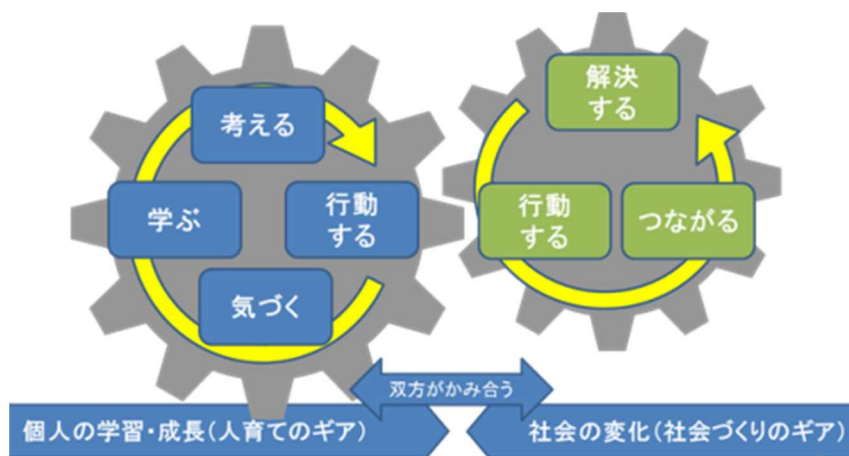 考える
学ぶ
行動
する
気づく
解決
する
行動
する
つながる
双方がかみ合う
個人の学習・成長(人育てのギア)
社会の変化(社会づくりのギア)